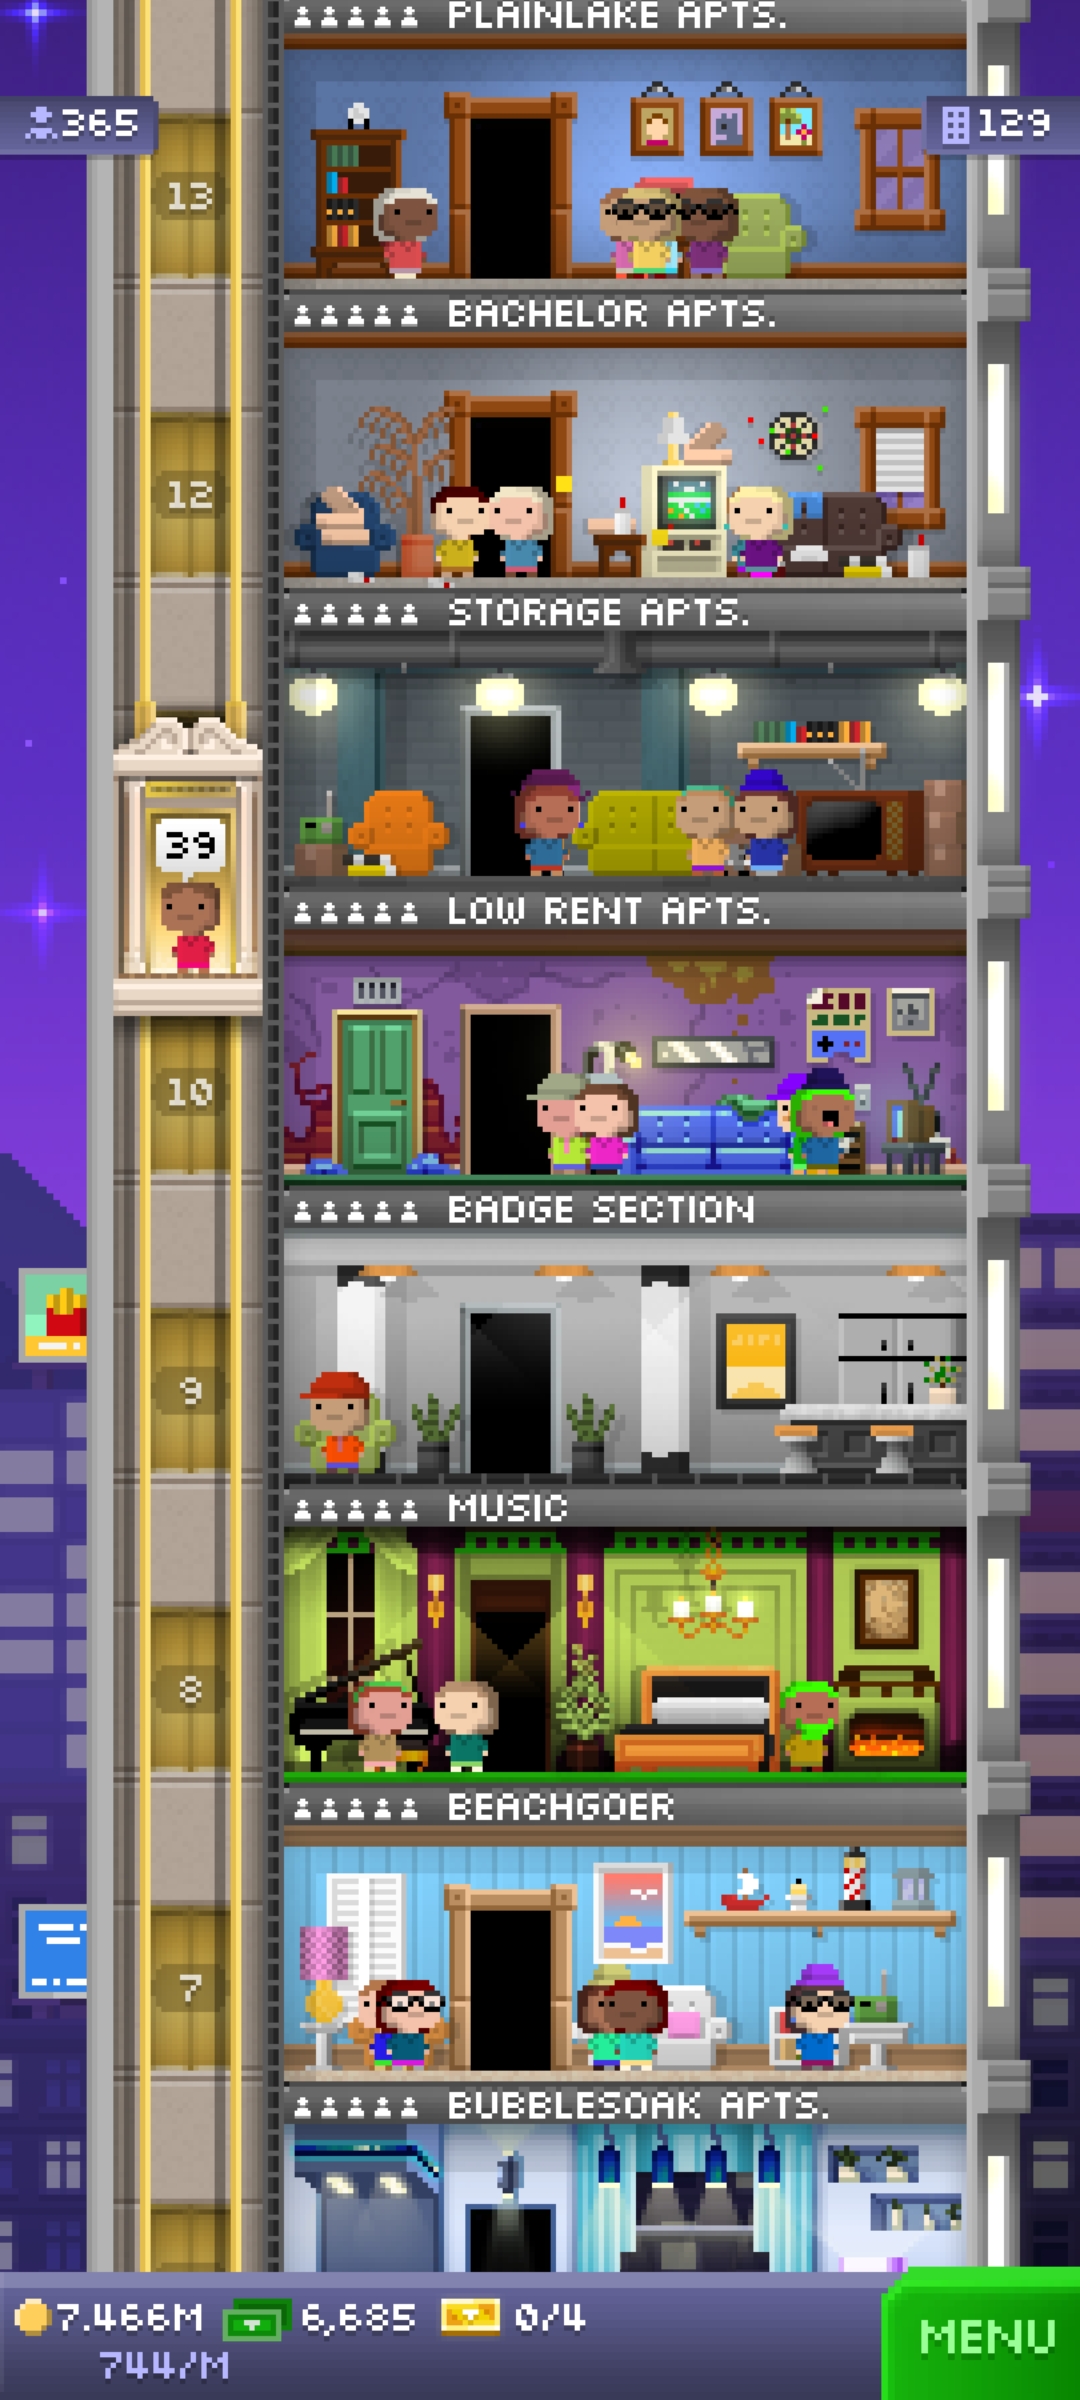 PLAINLAKE APTS.
365
129
13
BACHELOR APTS.
12
STORAGE APTS.
39
LOW RENT APTS.
10
BADGE SECTION
9
MUSIC
8
BEACHGOER
7
BUBBLESOAK APTS.
7.466M 6,685 0/4
744/M
MENU